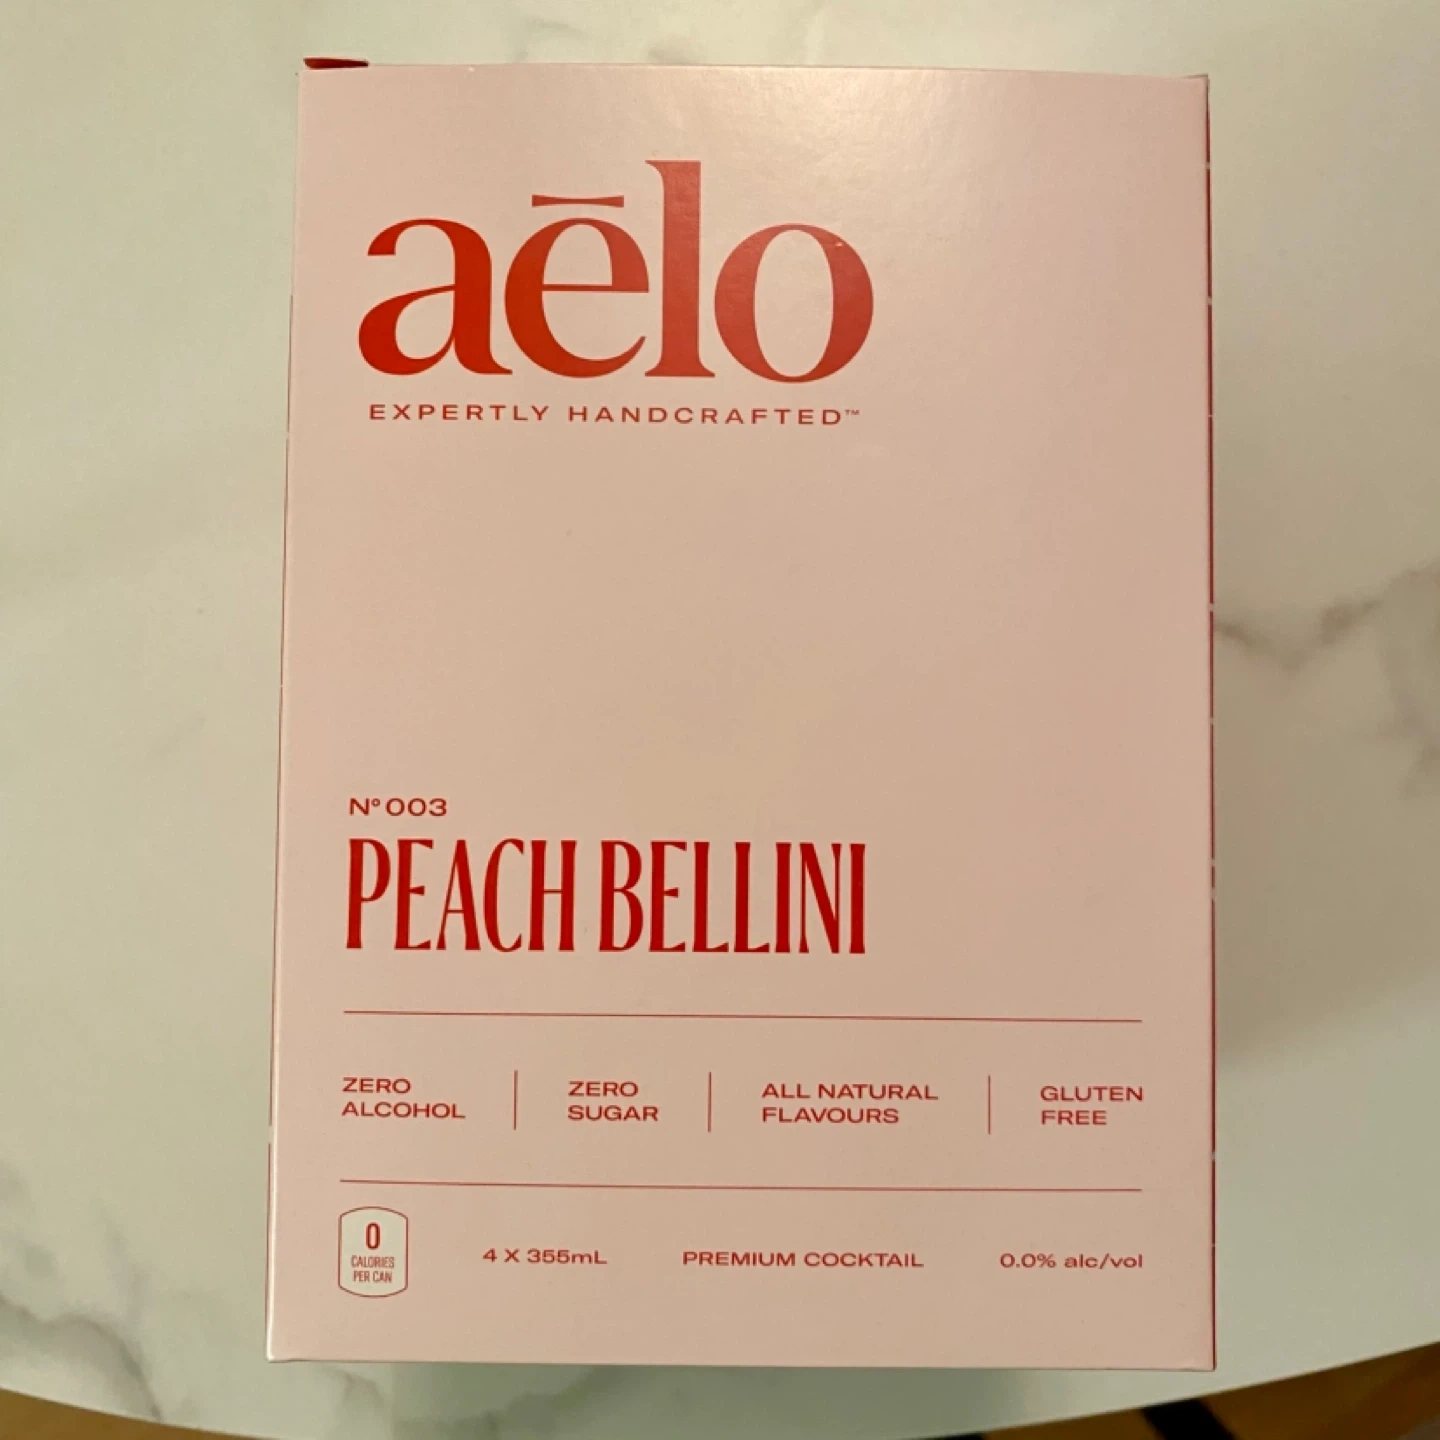 aēlo
EXPERTLY HANDCRAFTED™
Nº003
PEACH BELLINI
ZERO
ALCOHOL
ZERO
SUGAR
ALL NATURAL
FLAVOURS
GLUTEN
FREE
0
CALORIES
PER CAN
4 X 355mL
PREMIUM COCKTAIL
0.0% alc/vol